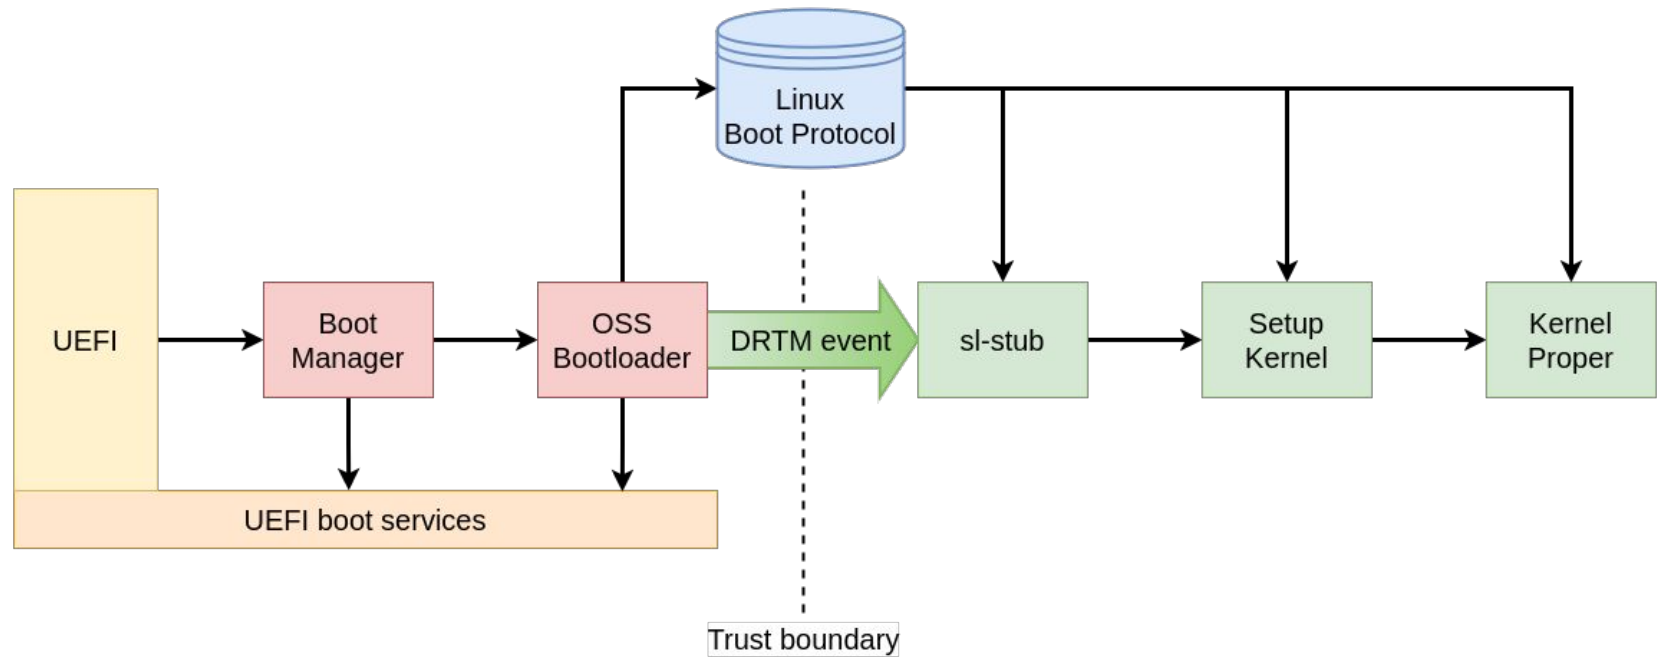 Linux
Boot Protocol
UEFI
Boot
Manager
OSS
Bootloader
DRTM event
sl-stub
Setup
Kernel
Kernel
Proper
UEFI boot services
Trust boundary